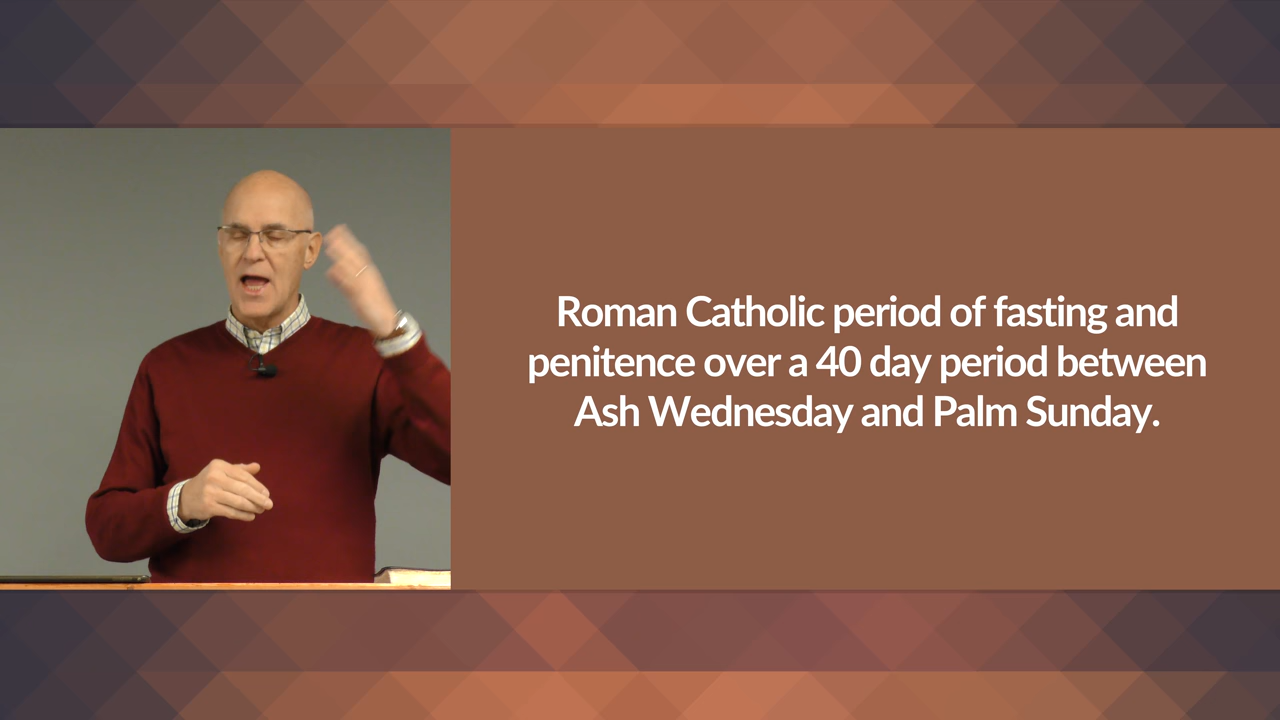 Roman Catholic period of fasting and
penitence over a 40 day period between
Ash Wednesday and Palm Sunday.